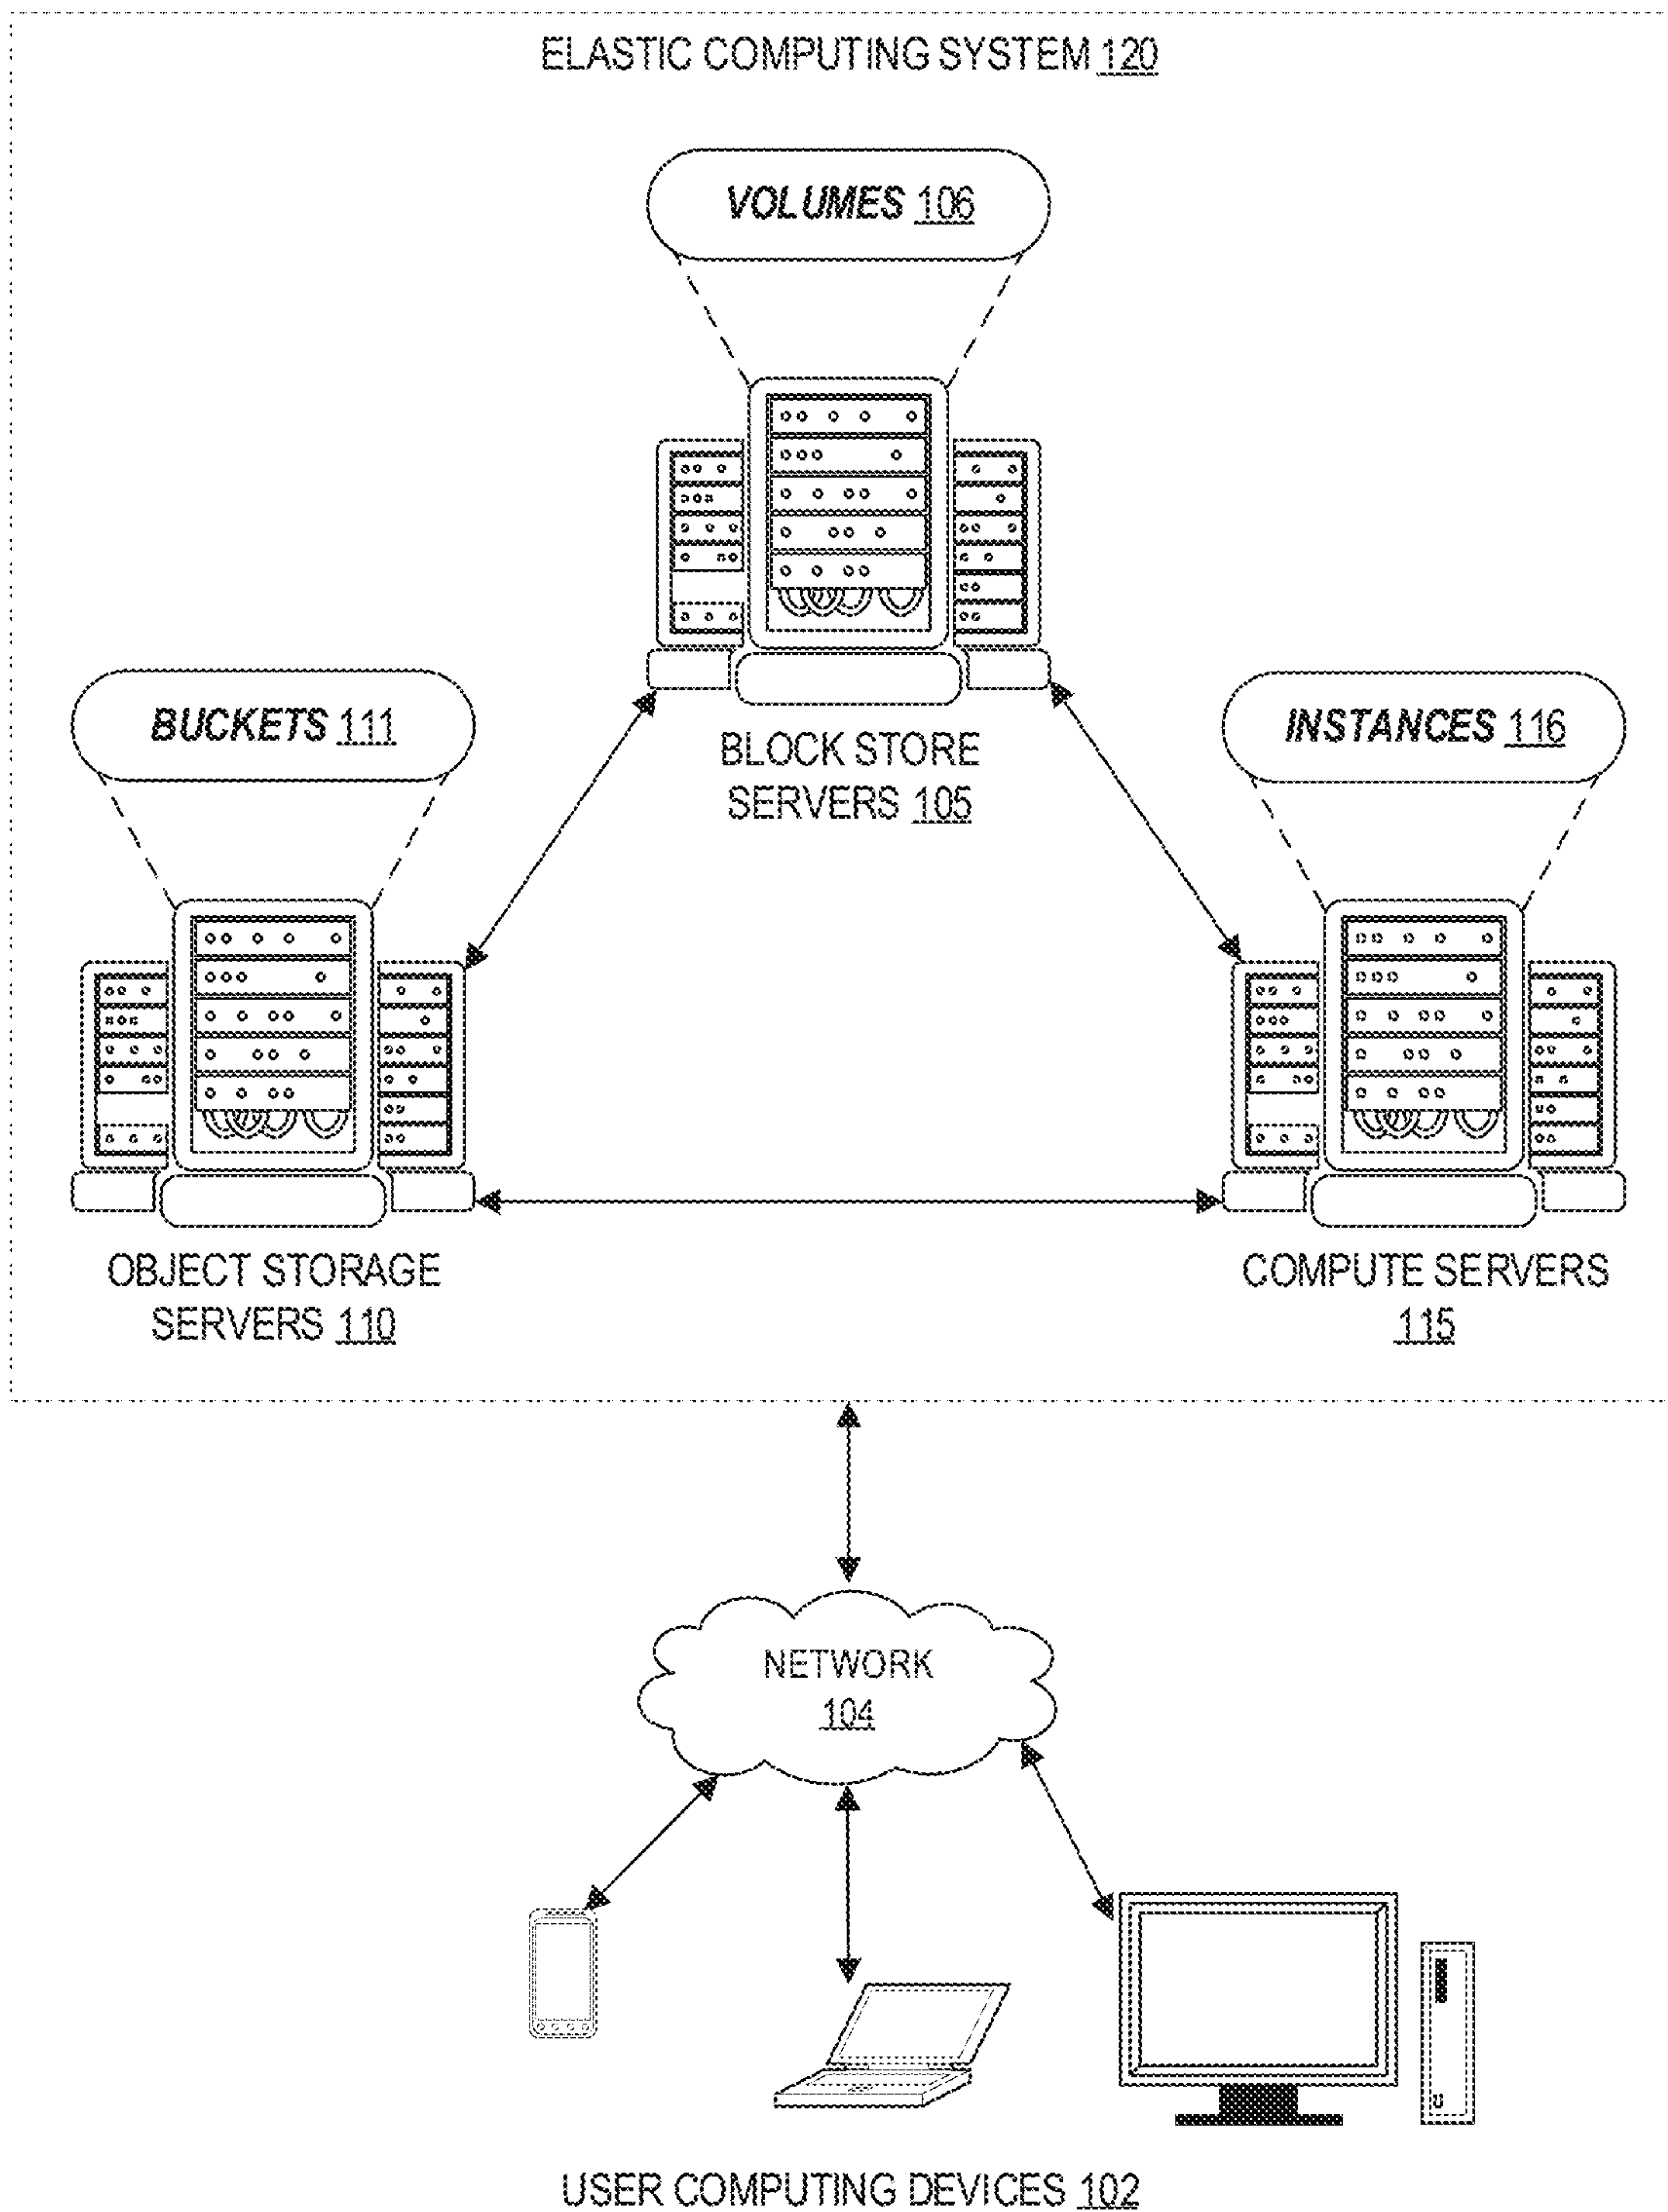 ELASTIC COMPUTING SYSTEM 120
VOLUMES 106
BUCKETS 111
BLOCK STORE
SERVERS 105
INSTANCES 116
OBJECT STORAGE
SERVERS 110
COMPUTE SERVERS
115
NETWORK
104
USER COMPUTING DEVICES 102